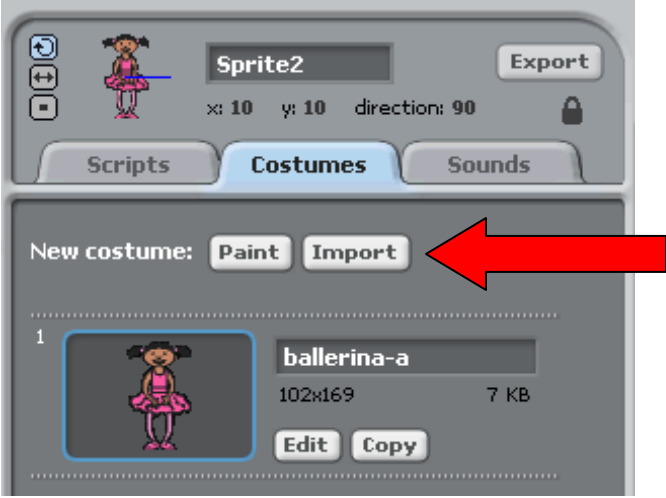 Sprite2
Export
x: 10 y: 10 direction: 90
Scripts Costumes Sounds
New costume: Paint Import
1
ballerina-a
102x169 7 KB
Edit Copy